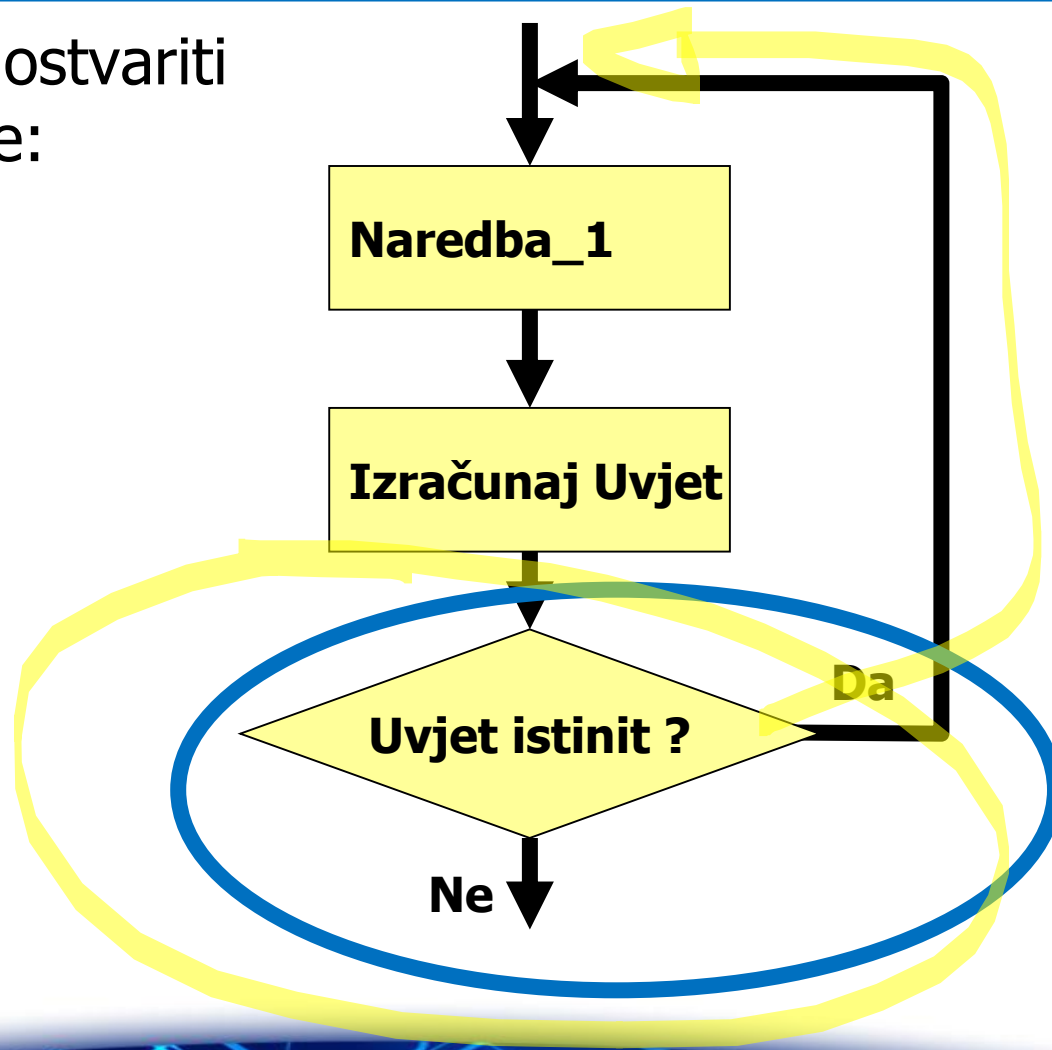 ostvariti
e:
Naredba_1
Izračunaj Uvjet
Da
Uvjet istinit ?
Ne